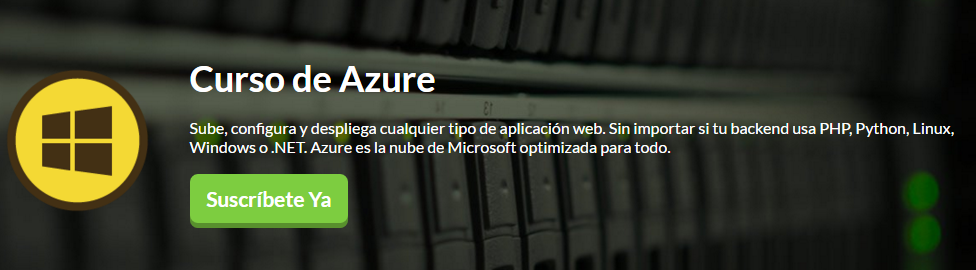 Curso de Azure
Sube, configura y despliega cualquier tipo de aplicación web. Sin importar si tu backend usa PHP, Python, Linux,
Windows o .NET. Azure es la nube de Microsoft optimizada para todo.
Suscríbete Ya